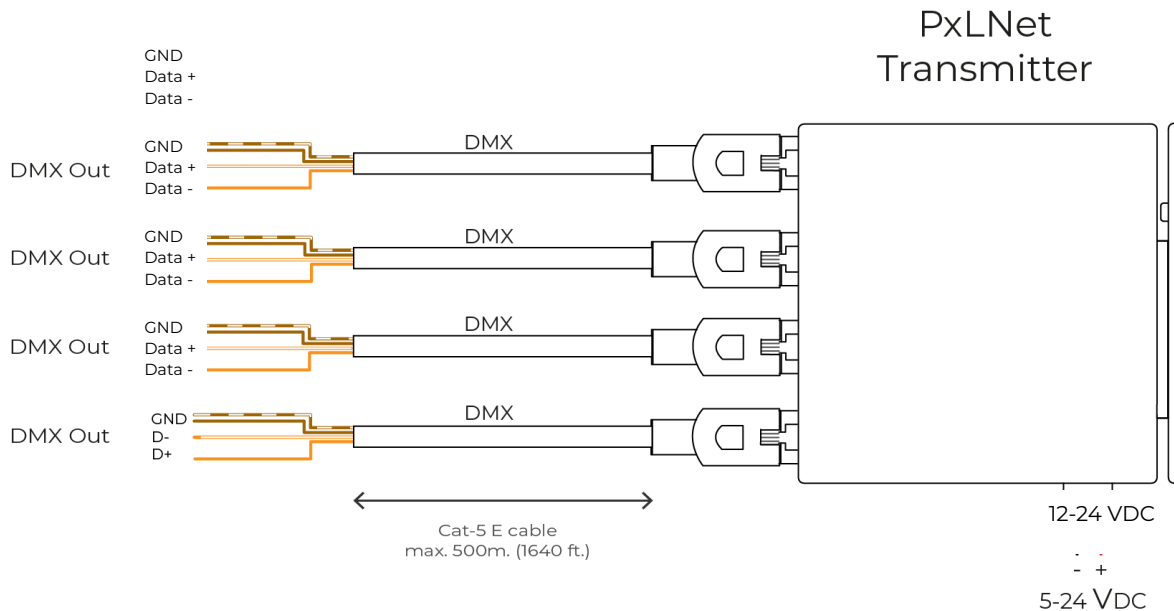 PxLNet
Transmitter
GND
Data +
Data -
DMX Out
GND
Data +
Data -
DMX
DMX Out
GND
Data +
Data -
DMX
DMX Out
GND
Data +
Data -
DMX
DMX Out
GND
D-
D+
DMX
Cat-5 E cable
max. 500m. (1640 ft.)
12-24 VDC
- +
5-24 VDC